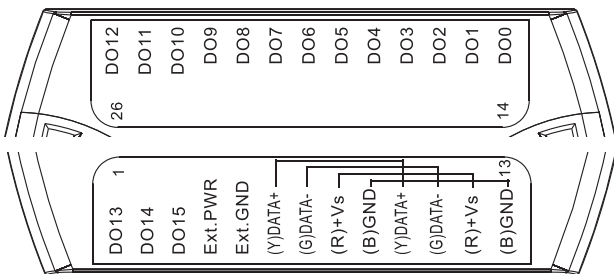 DO12 DO11 DO10 DO9 DO8 DO7 DO6 DO5 DO4 DO3 DO2 DO1 DO0
26 14
1 13
DO13 DO14 DO15 Ext.PWR Ext.GND (Y)DATA+ (G)DATA- (R)+Vs (B)GND (Y)DATA+ (G)DATA- (R)+Vs (B)GND